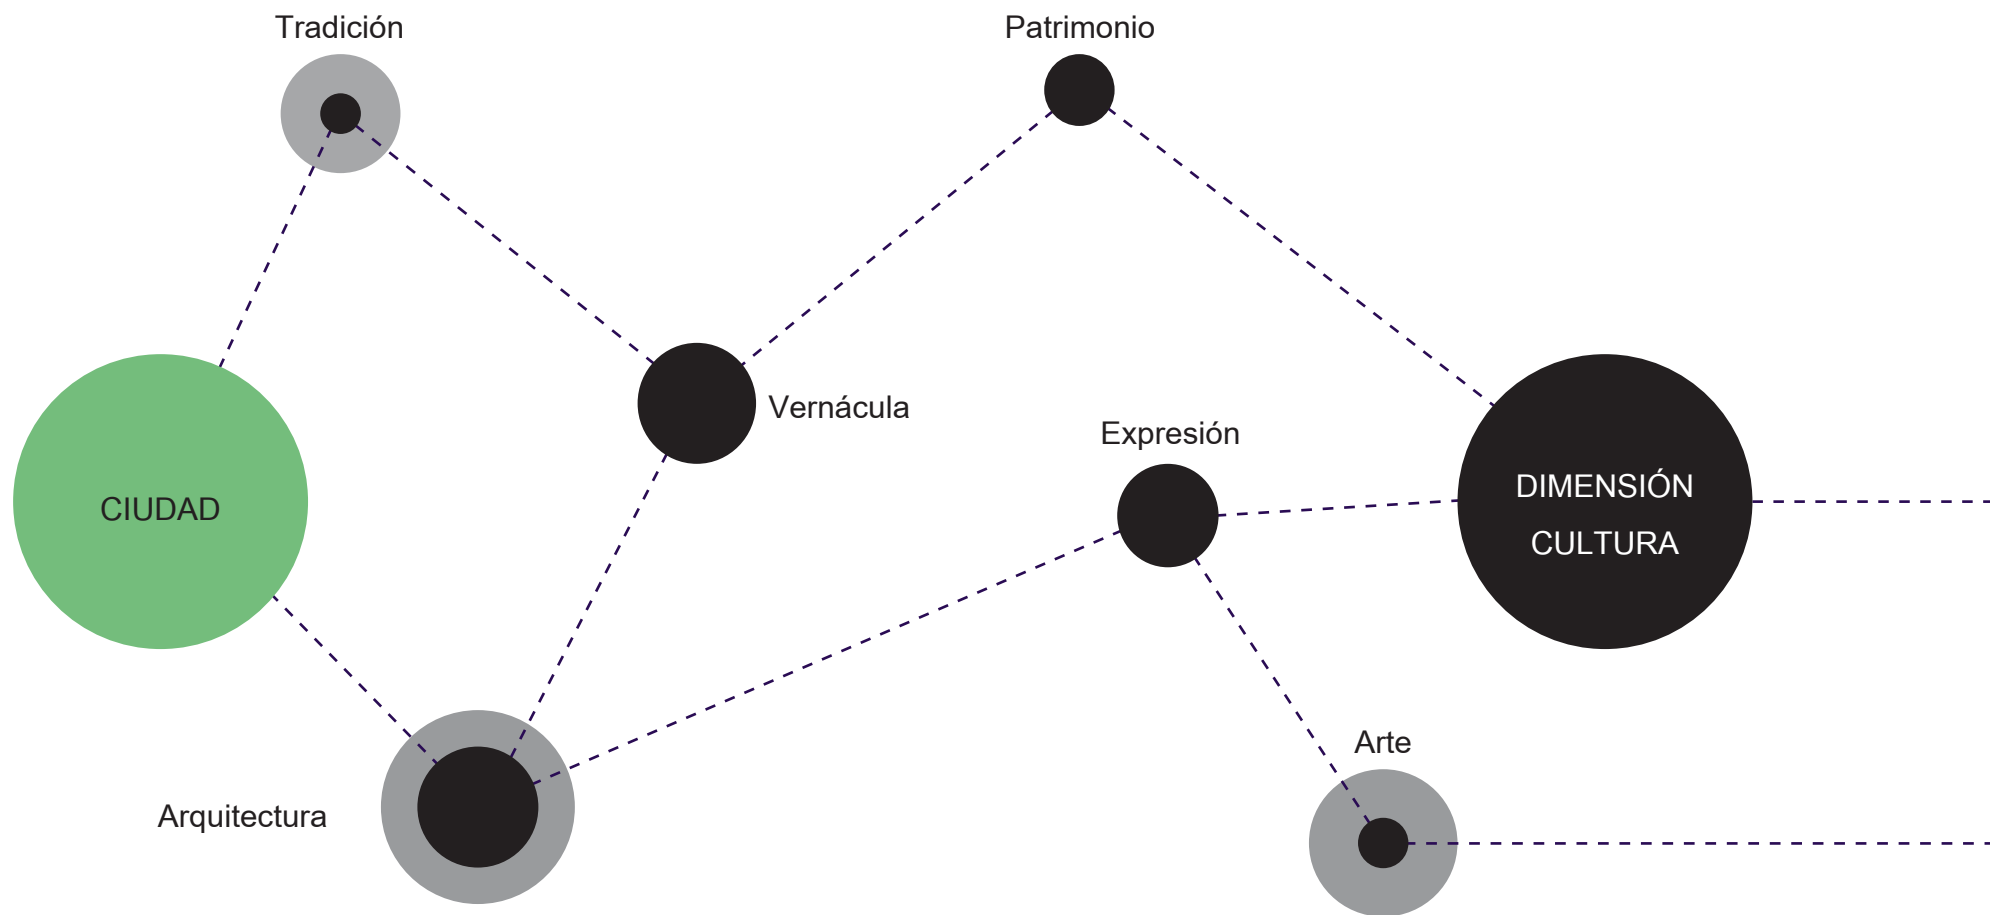 Tradición
Patrimonio
Vernácula
Expresión
CIUDAD
DIMENSIÓN
CULTURA
Arte
Arquitectura